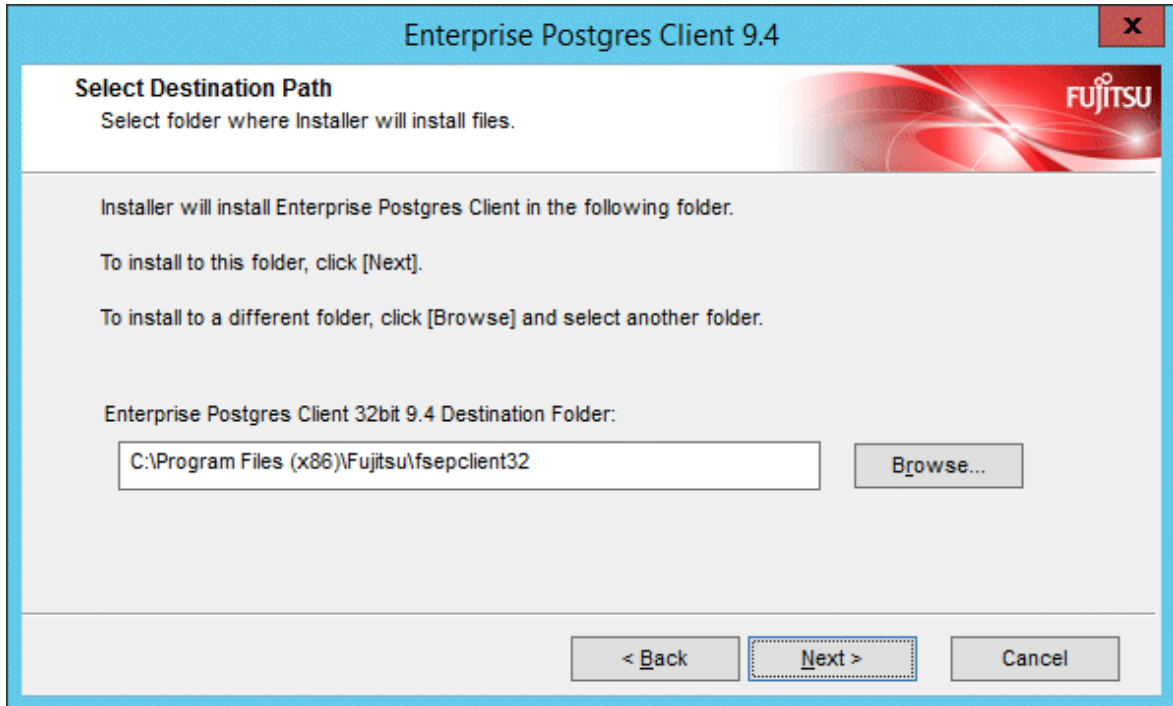 Enterprise Postgres Client 9.4
x
Select Destination Path
Select folder where Installer will install files.
FUJITSU
Installer will install Enterprise Postgres Client in the following folder.
To install to this folder, click [Next].
To install to a different folder, click [Browse] and select another folder.
Enterprise Postgres Client 32bit 9.4 Destination Folder:
C:\Program Files (x86)\Fujitsu\fsepclient32
Browse...
< Back
Next >
Cancel